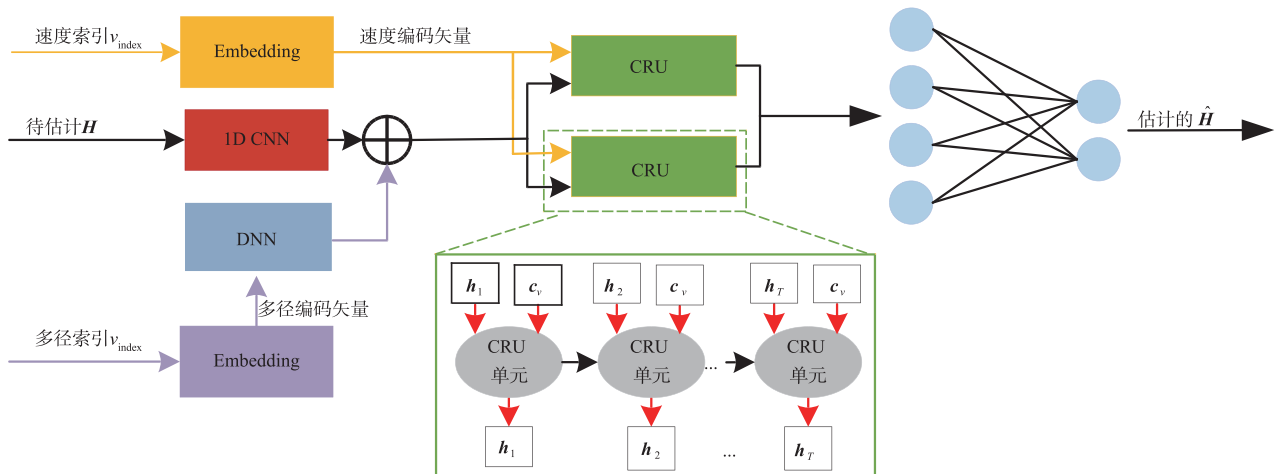 速度索引v_index
Embedding
速度编码矢量
CRU
待估计H
1D CNN
CRU
估计的 Ĥ
DNN
多径编码矢量
多径索引v_index
Embedding
h_1 c_v h_2 c_v h_T c_v
CRU 单元
CRU 单元
...
CRU 单元
h_1 h_2 ... h_T